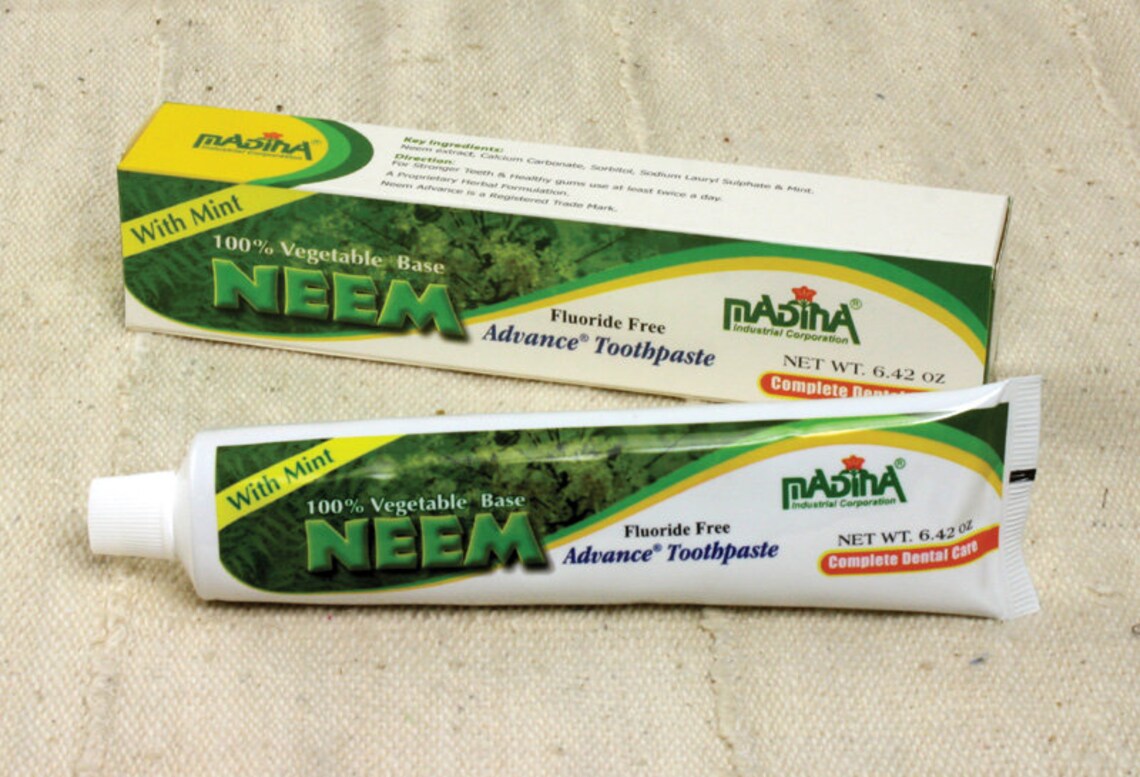 MADINA
Industrial Corporation
Key Ingredients:
Neem extract, Calcium Carbonate, Sorbitol, Sodium Lauryl Sulphate & Mint.
Direction:
For Stronger Teeth & Healthy gums use at least twice a day.
A Proprietary Herbal Formulation.
Neem Advance is a Registered Trade Mark.
With Mint
100% Vegetable Base
NEEM
Fluoride Free
Advance® Toothpaste
MADINA®
Industrial Corporation
NET WT. 6.42 OZ
Complete Dental
With Mint
100% Vegetable Base
NEEM
Fluoride Free
Advance® Toothpaste
MADINA®
Industrial Corporation
NET WT. 6.42 OZ
Complete Dental Care